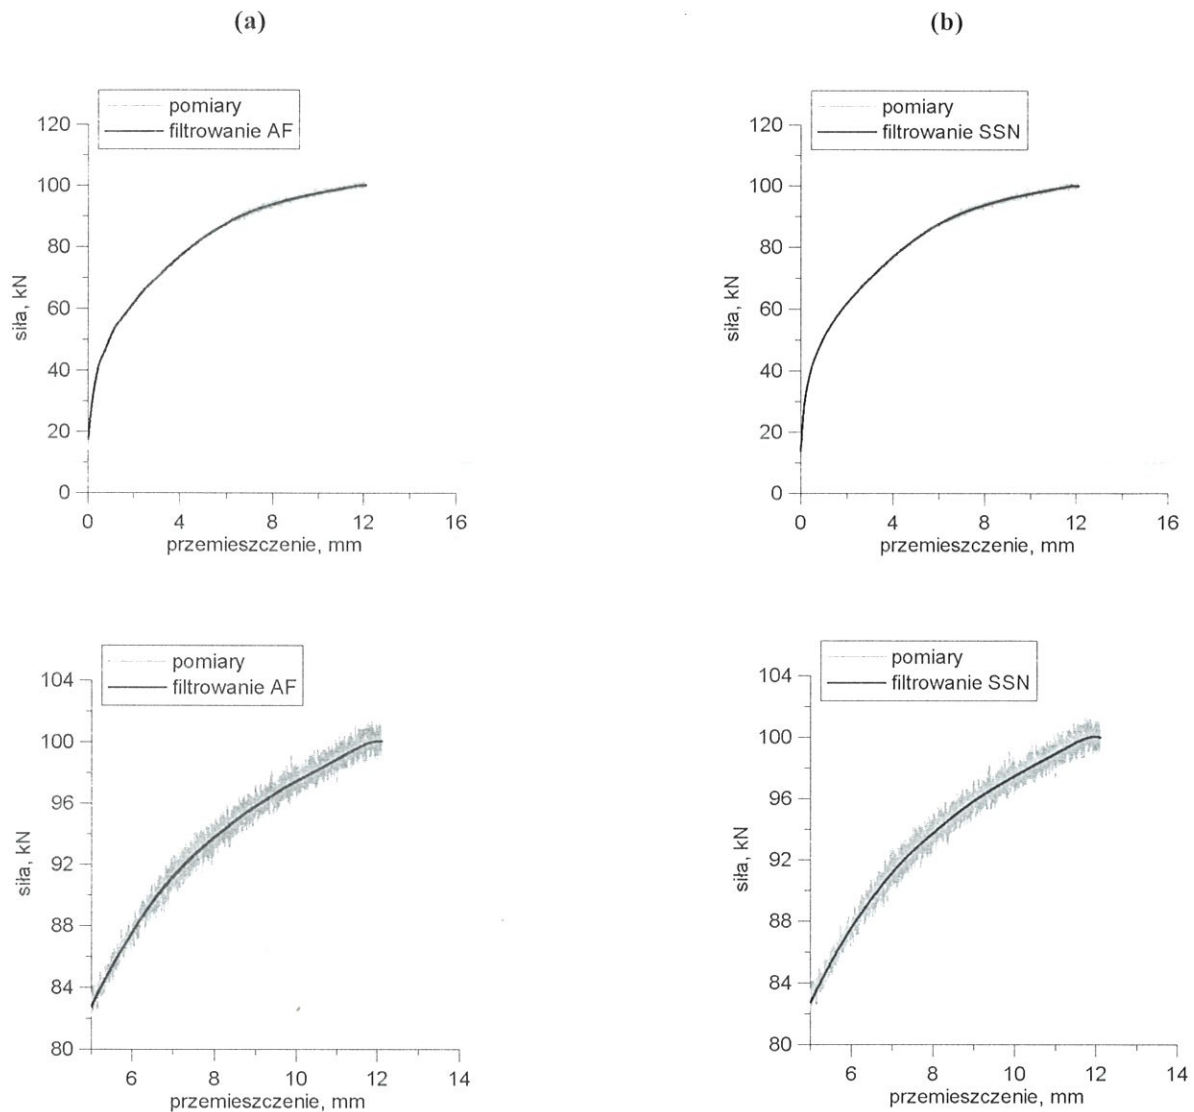 (a)
(b)
pomiary
filtrowanie AF
120
100
80
60
40
20
0
siła, kN
0 4 8 12 16
przemieszczenie, mm
pomiary
filtrowanie SSN
120
100
80
60
40
20
0
siła, kN
0 4 8 12 16
przemieszczenie, mm
pomiary
filtrowanie AF
104
100
96
92
88
84
80
siła, kN
6 8 10 12 14
przemieszczenie, mm
pomiary
filtrowanie SSN
104
100
96
92
88
84
80
siła, kN
6 8 10 12 14
przemieszczenie, mm